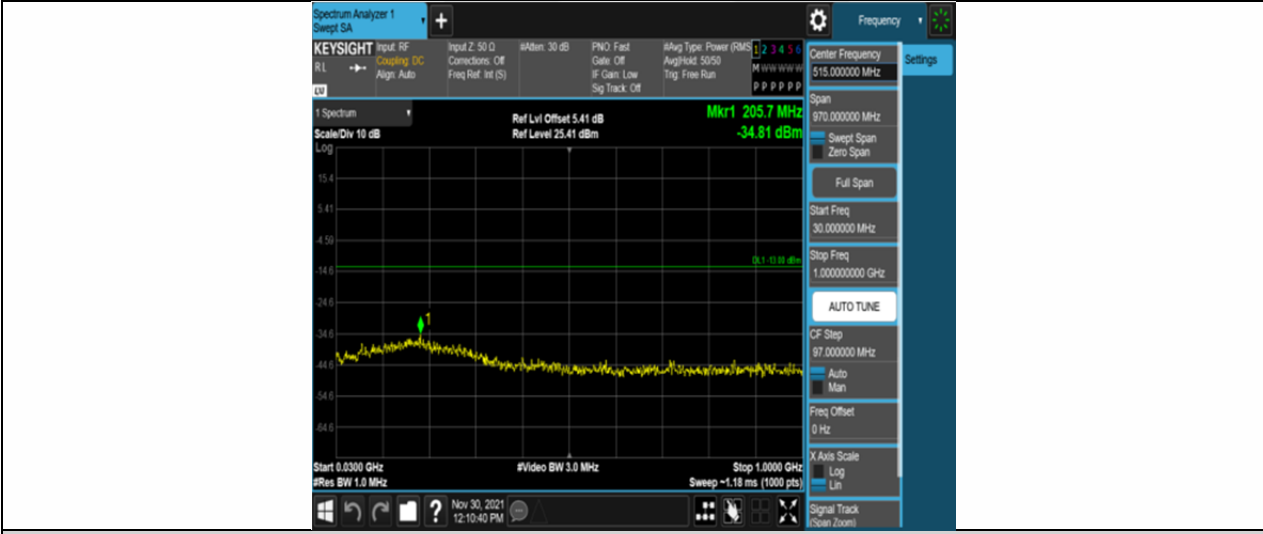 Spectrum Analyzer 1
Swept SA
+
Frequency
KEYSIGHT Input: RF
RL
Coupling: DC
Align: Auto
LV
Input Z: 50 Ω
Corrections: Off
Freq Ref: Int (S)
#Atten: 30 dB
PNO: Fast
Gate: Off
IF Gain: Low
Sig Track: Off
#Avg Type: Power (RMS
Avg|Hold: 50/50
Trig: Free Run
1 2 3 4 5 6
M W W W W W
P P P P P P
1 Spectrum
Scale/Div 10 dB
Ref Lvl Offset 5.41 dB
Ref Level 25.41 dBm
Mkr1 205.7 MHz
-34.81 dBm
Log
15.4
5.41
-4.59
-14.6
-24.6
-34.6
-44.6
-54.6
-64.6
DL1 -13.00 dBm
1
Start 0.0300 GHz
#Res BW 1.0 MHz
#Video BW 3.0 MHz
Stop 1.0000 GHz
Sweep ~1.18 ms (1000 pts)
Nov 30, 2021
12:10:40 PM
Center Frequency
515.000000 MHz
Settings
Span
970.000000 MHz
Swept Span
Zero Span
Full Span
Start Freq
30.000000 MHz
Stop Freq
1.000000000 GHz
AUTO TUNE
CF Step
97.000000 MHz
Auto
Man
Freq Offset
0 Hz
X Axis Scale
Log
Lin
Signal Track
(Span Zoom)